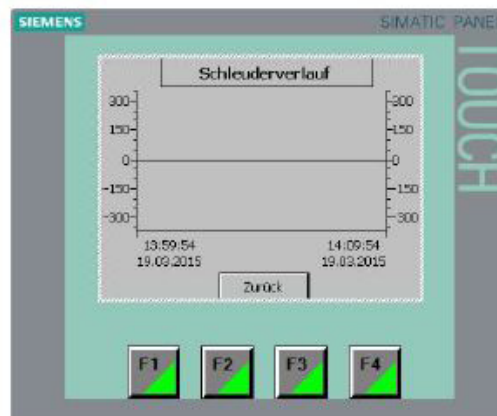 SIEMENS
SIMATIC PANEL
TOUCH
Schleuderverlauf
300 300
150 150
0 0
-150 -150
-300 -300
13:59:54 14:09:54
19.03.2015 19.03.2015
Zurück
F1 F2 F3 F4